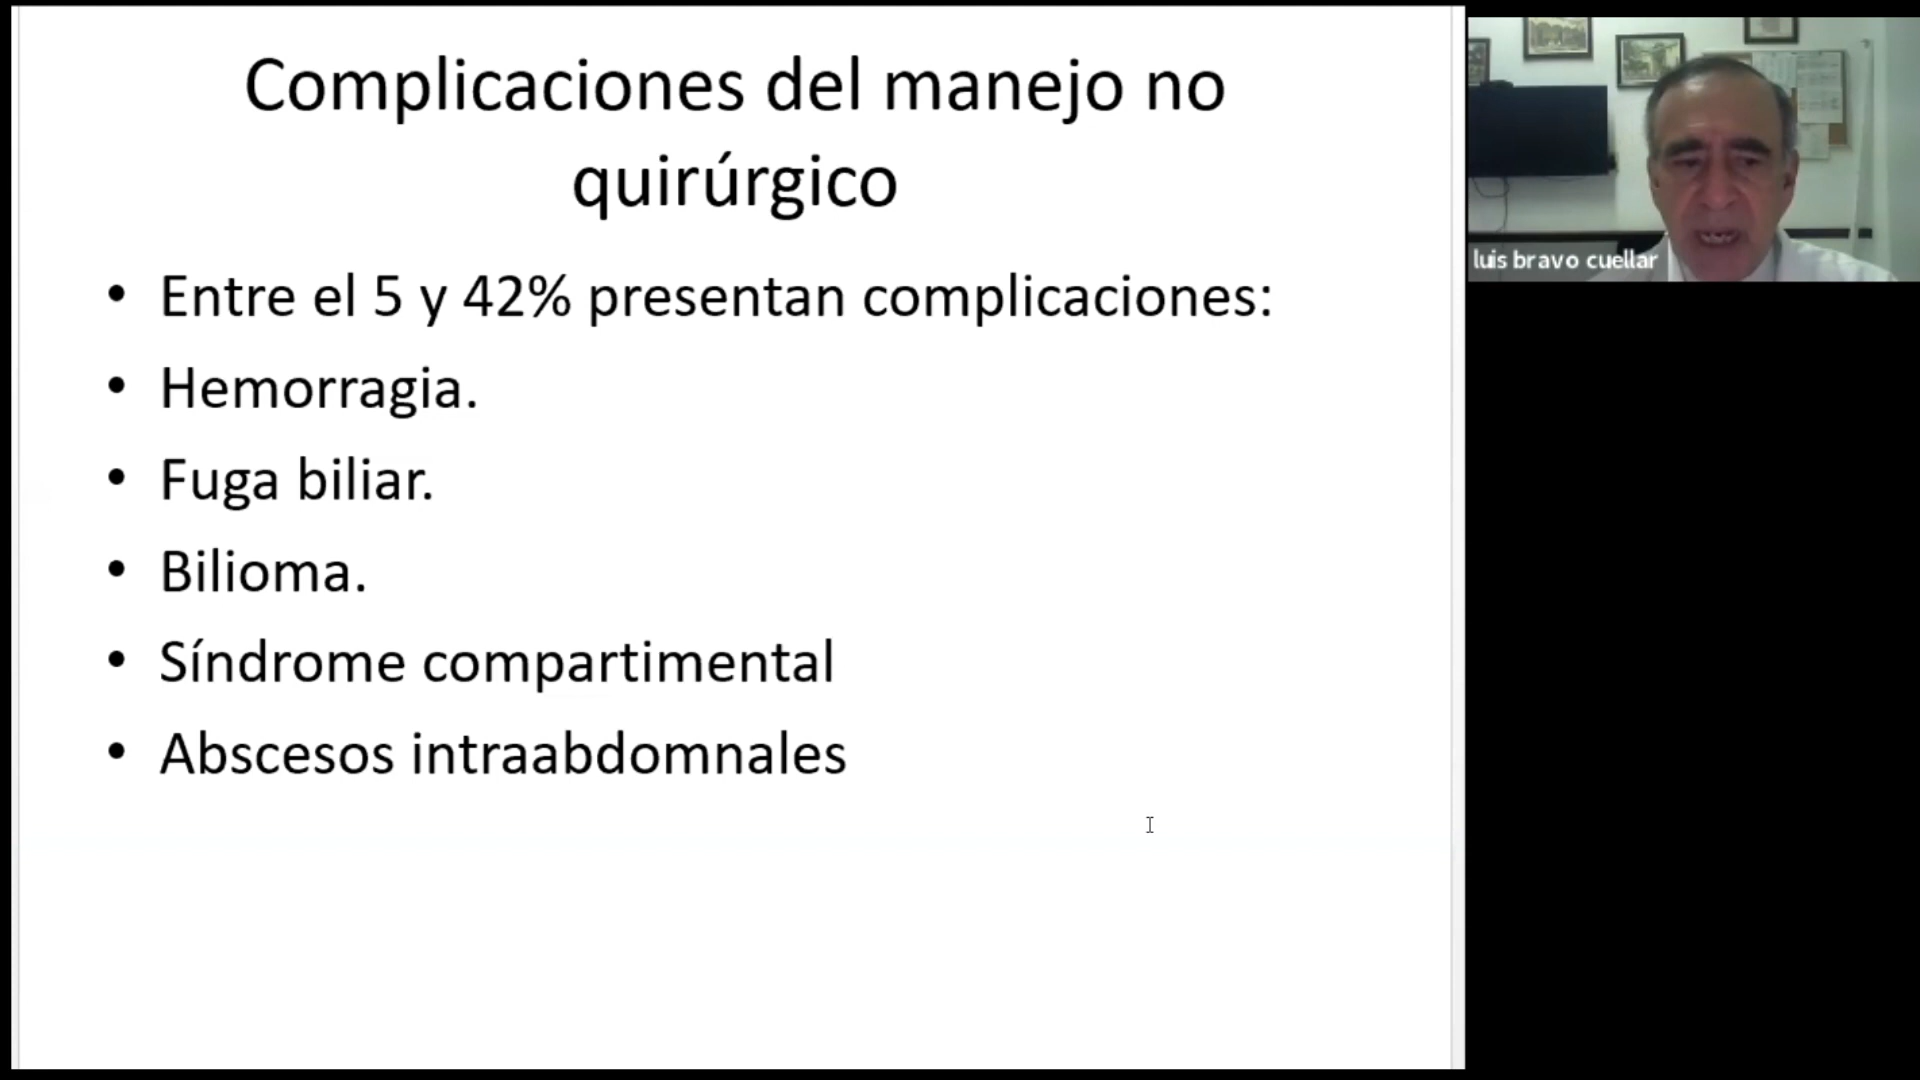 Complicaciones del manejo no
quirúrgico
• Entre el 5 y 42% presentan complicaciones:
• Hemorragia.
• Fuga biliar.
• Bilioma.
• Síndrome compartimental
• Abscesos intraabdomnales
luis bravo cuellar